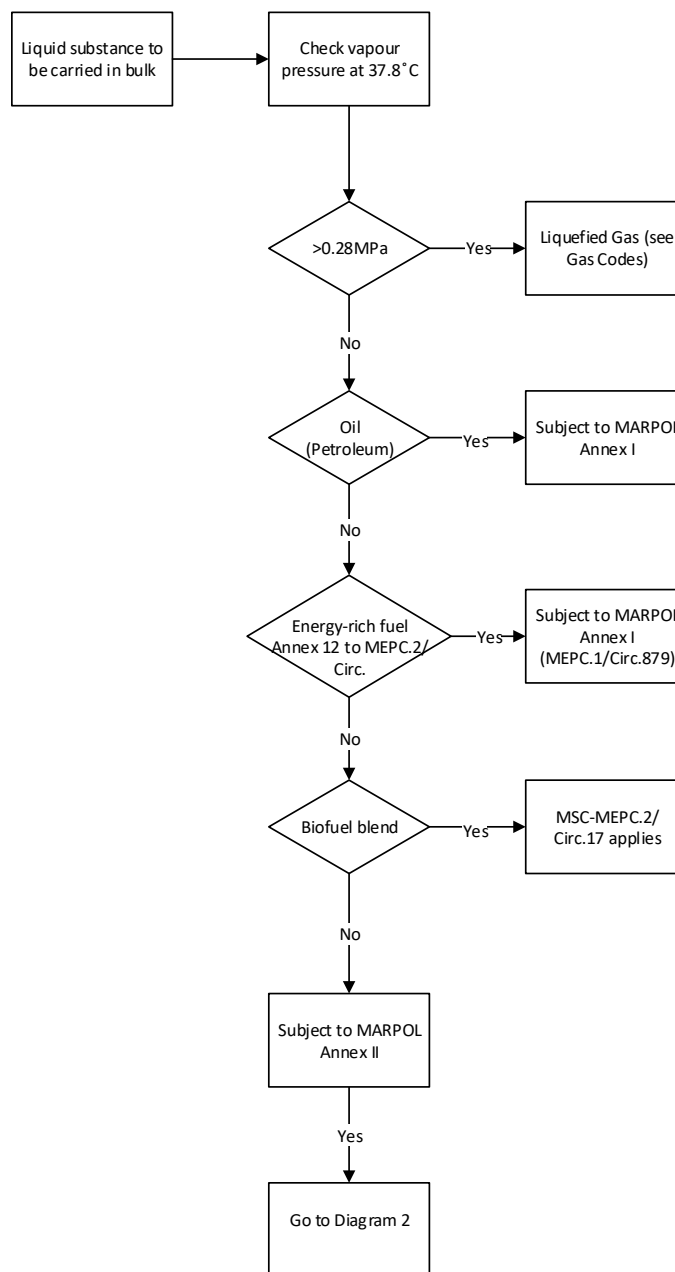 Liquid substance to
be carried in bulk
Check vapour
pressure at 37.8˚C
>0.28MPa
Yes
Liquefied Gas (see
Gas Codes)
No
Oil
(Petroleum)
Yes
Subject to MARPOL
Annex I
No
Energy-rich fuel
Annex 12 to MEPC.2/
Circ.
Yes
Subject to MARPOL
Annex I
(MEPC.1/Circ.879)
No
Biofuel blend
Yes
MSC-MEPC.2/
Circ.17 applies
No
Subject to MARPOL
Annex II
Yes
Go to Diagram 2